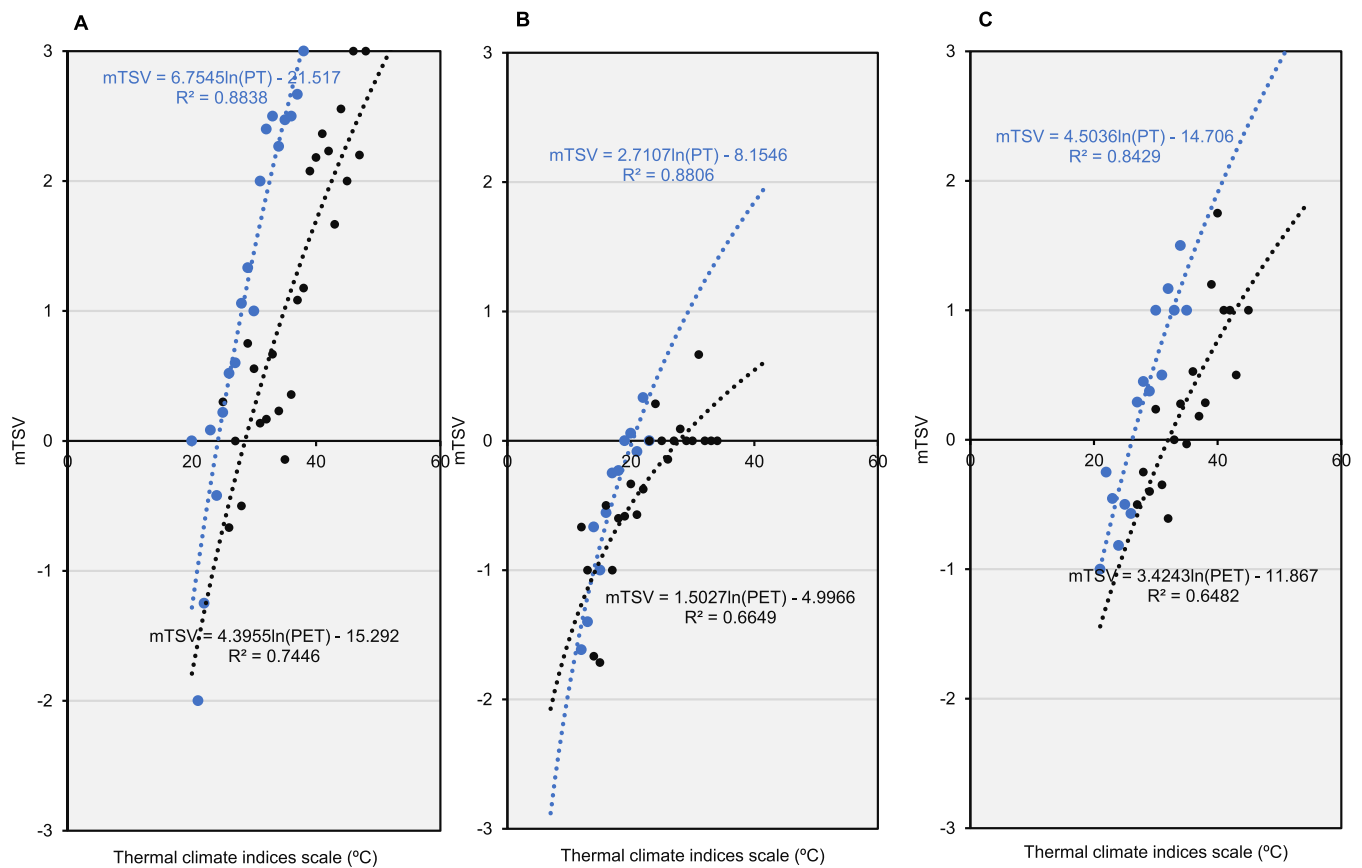 A
3
mTSV = 6.7545ln(PT) - 21.517
R² = 0.8838
2
1
mTSV
0
0
20
40
60
-1
mTSV = 4.3955ln(PET) - 15.292
R² = 0.7446
-2
-3
Thermal climate indices scale (ºC)
B
3
mTSV = 2.7107ln(PT) - 8.1546
R² = 0.8806
2
1
mTSV
0
0
20
40
60
-1
mTSV = 1.5027ln(PET) - 4.9966
R² = 0.6649
-2
-3
Thermal climate indices scale (ºC)
C
3
mTSV = 4.5036ln(PT) - 14.706
R² = 0.8429
2
1
mTSV
0
0
20
40
60
-1
mTSV = 3.4243ln(PET) - 11.867
R² = 0.6482
-2
-3
Thermal climate indices scale (ºC)